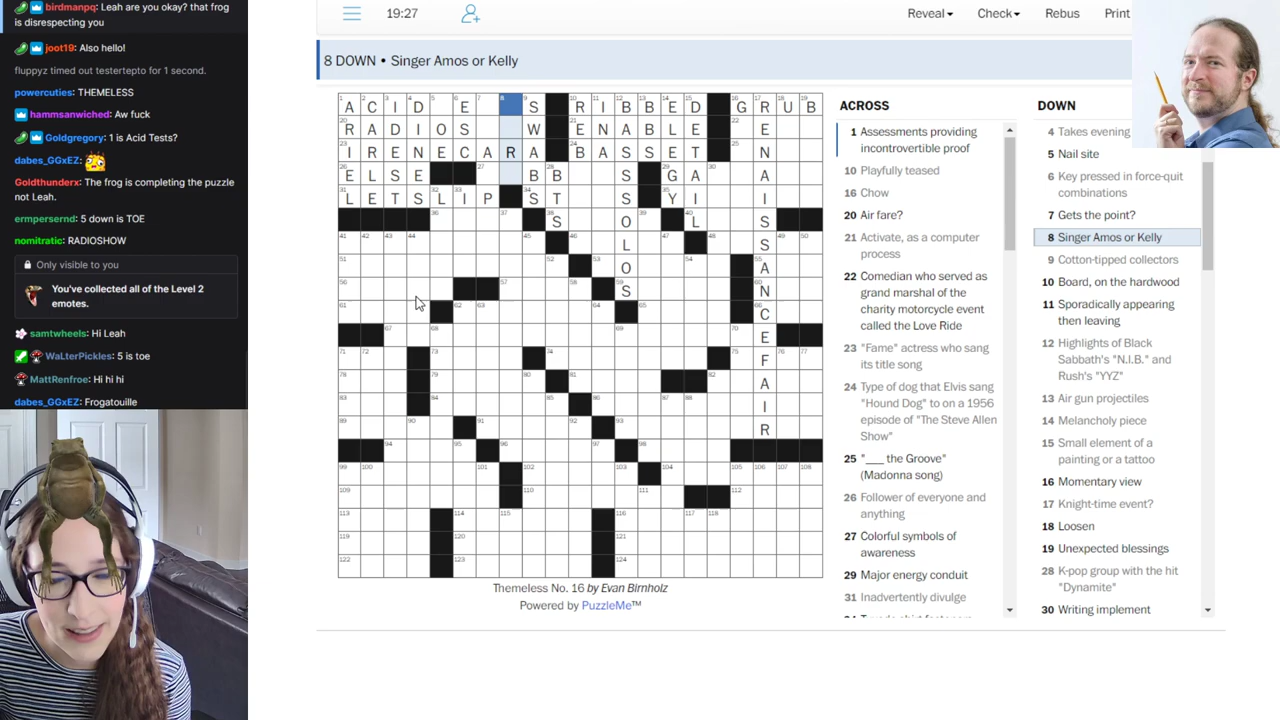 birdmanpq: Leah are you okay? that frog
is disrespecting you
joot19: Also hello!
fluppyz timed out testertepto for 1 second.
powercuties: THEMELESS
hammsanwiched: Aw fuck
Goldgregory: 1 is Acid Tests?
dabes_GGxEZ:
Goldthunderx: The frog is completing the puzzle
not Leah.
ermpersernd: 5 down is TOE
nomitratic: RADIOSHOW
Only visible to you
You've collected all of the Level 2
emotes.
samtwheels: Hi Leah
WaLterPickles: 5 is toe
MattRenfroe: Hi hi hi
dabes_GGxEZ: Frogatouille
19:27
Reveal
Check
Rebus
Print
8 DOWN • Singer Amos or Kelly
A C I D E S R I B B E D G R U B
R A D I O S W E N A B L E E
I R E N E C A R A B A S S E T N
E L S E B B S G A A
L E T S L I P S T S Y I I
S O L S
L S
O A
S N
C
E
F
A
I
R
Themeless No. 16 by Evan Birnholz
Powered by PuzzleMe™
ACROSS
1 Assessments providing
incontrovertible proof
10 Playfully teased
16 Chow
20 Air fare?
21 Activate, as a computer
process
22 Comedian who served as
grand marshal of the
charity motorcycle event
called the Love Ride
23 "Fame" actress who sang
its title song
24 Type of dog that Elvis sang
"Hound Dog" to on a 1956
episode of "The Steve Allen
Show"
25 "___ the Groove"
(Madonna song)
26 Follower of everyone and
anything
27 Colorful symbols of
awareness
29 Major energy conduit
31 Inadvertently divulge
DOWN
4 Takes evening
5 Nail site
6 Key pressed in force-quit
combinations
7 Gets the point?
8 Singer Amos or Kelly
9 Cotton-tipped collectors
10 Board, on the hardwood
11 Sporadically appearing
then leaving
12 Highlights of Black
Sabbath's "N.I.B." and
Rush's "YYZ"
13 Air gun projectiles
14 Melancholy piece
15 Small element of a
painting or a tattoo
16 Momentary view
17 Knight-time event?
18 Loosen
19 Unexpected blessings
28 K-pop group with the hit
"Dynamite"
30 Writing implement